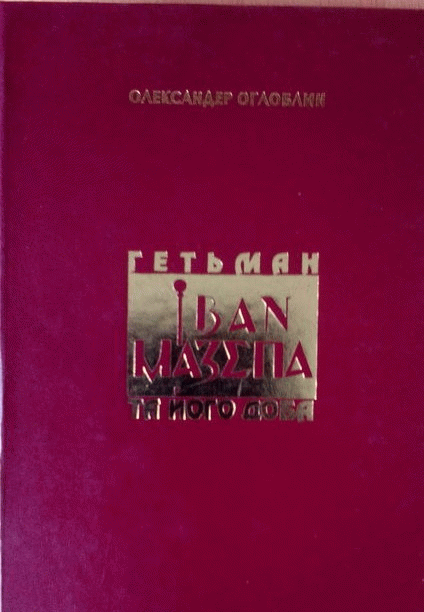 ОЛЕКСАНДЕР ОГЛОБЛИН
ГЕТЬМАН
ІВАН
МАЗЕПА
ТА ЙОГО ДОБА